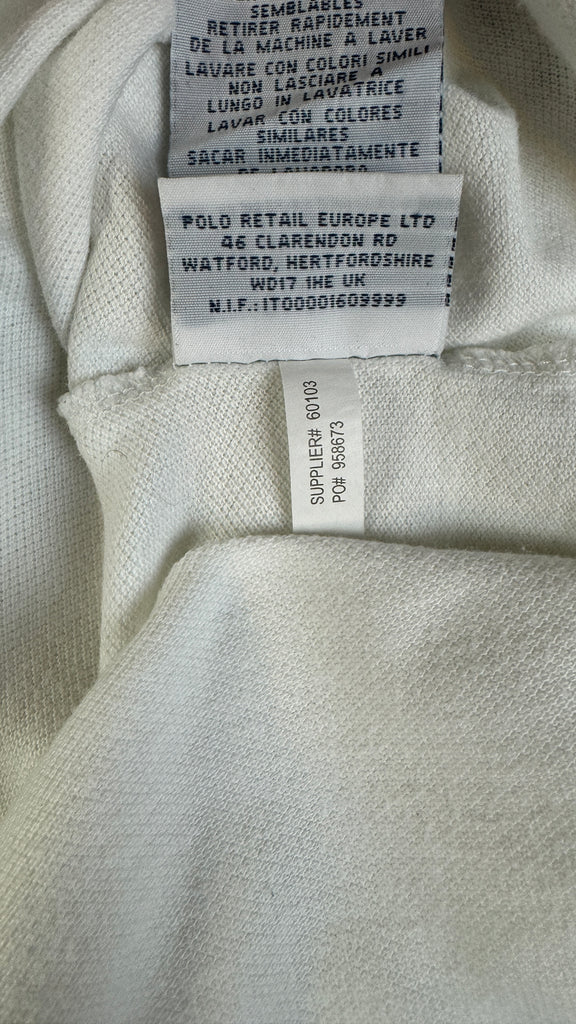 SEMBLABLES
RETIRER RAPIDEMENT
DE LA MACHINE A LAVER
LAVARE CON COLORI SIMILI
NON LASCIARE A
LUNGO IN LAVATRICE
LAVAR CON COLORES
SIMILARES
SACAR INMEDIATAMENTE
POLO RETAIL EUROPE LTD
46 CLARENDON RD
WATFORD, HERTFORDSHIRE
WD17 1HE UK
N.I.F.:IT00001609999
SUPPLIER# 60103
PO# 958673